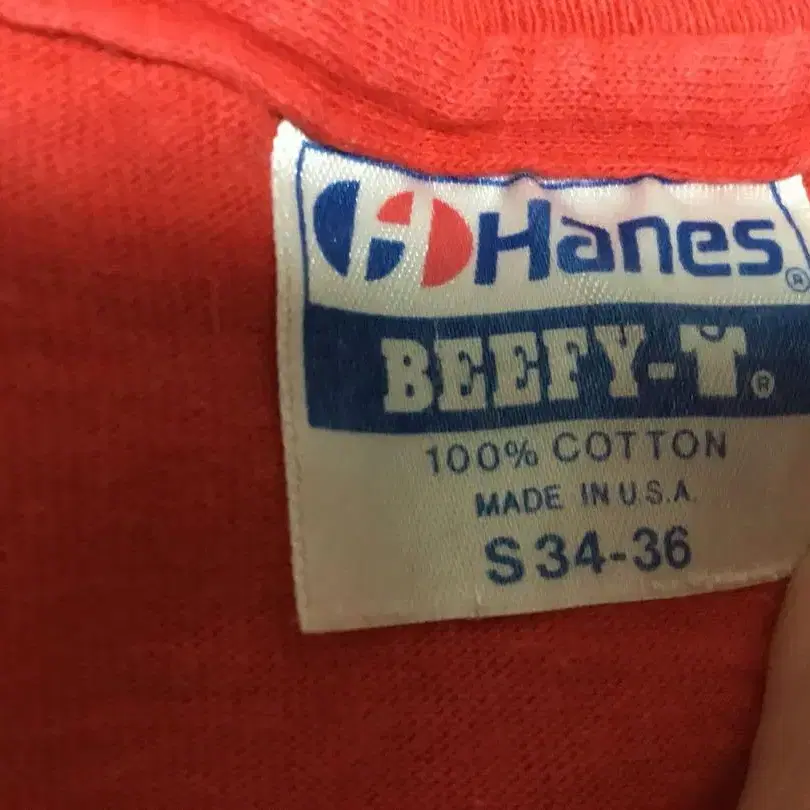 Hanes®
BEEFY-T®
100% COTTON
MADE IN U.S.A.
S 34-36